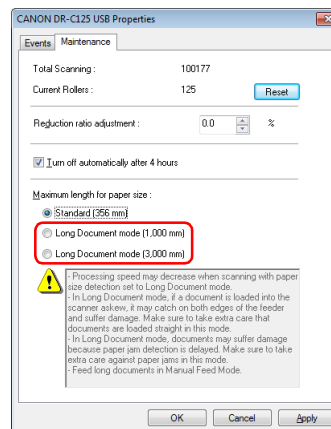 CANON DR-C125 USB Properties
Events Maintenance
Total Scanning : 100177
Current Rollers : 125 Reset
Reduction ratio adjustment : 0.0 %
Turn off automatically after 4 hours
Maximum length for paper size :
Standard (356 mm)
Long Document mode (1,000 mm)
Long Document mode (3,000 mm)
- Processing speed may decrease when scanning with paper
size detection set to Long Document mode.
- In Long Document mode, if a document is loaded into the
scanner askew, it may catch on both edges of the feeder
and suffer damage. Make sure to take extra care that
documents are loaded straight in this mode.
- In Long Document mode, documents may suffer damage
because paper jam detection is delayed. Make sure to take
extra care against paper jams in this mode.
- Feed long documents in Manual Feed Mode.
OK Cancel Apply